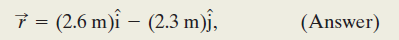 r⃗ = (2.6 m)î − (2.3 m)ĵ, (Answer)